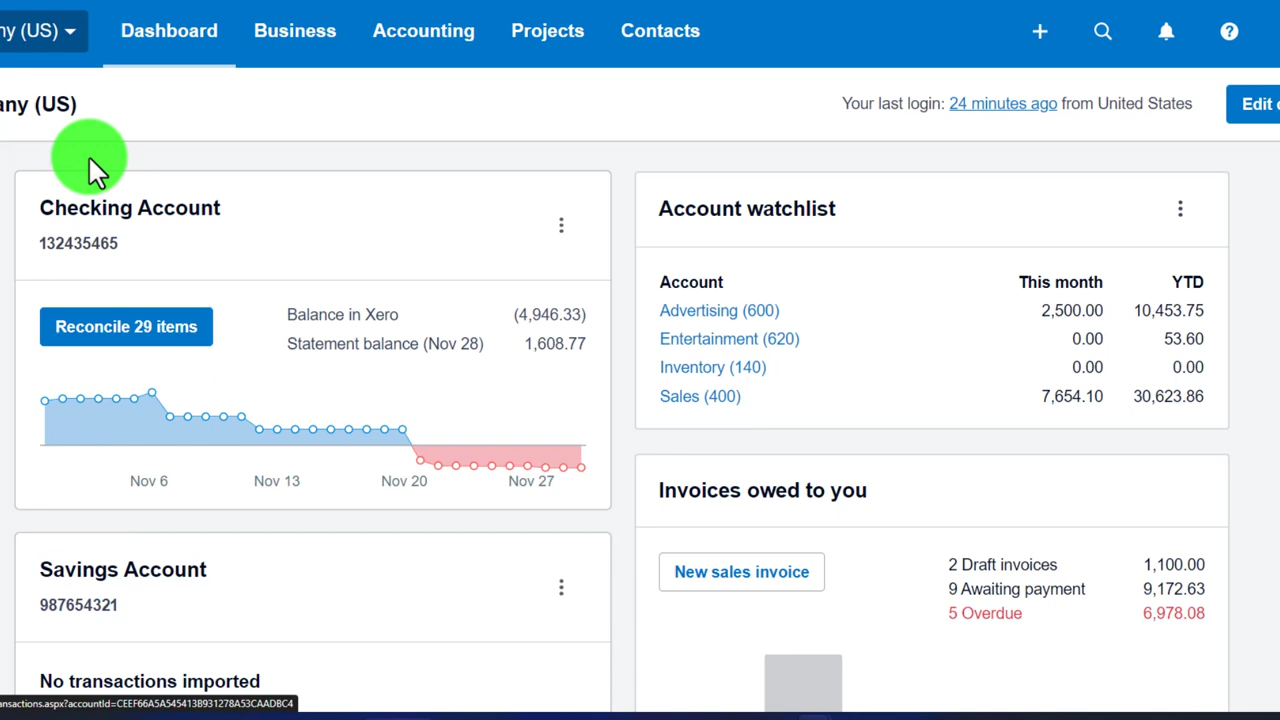 ny (US)
Dashboard
Business
Accounting
Projects
Contacts
any (US)
Your last login: 24 minutes ago from United States
Edit
Checking Account
132435465
Reconcile 29 items
Balance in Xero (4,946.33)
Statement balance (Nov 28) 1,608.77
Nov 6 Nov 13 Nov 20 Nov 27
Savings Account
987654321
No transactions imported
Account watchlist
Account This month YTD
Advertising (600) 2,500.00 10,453.75
Entertainment (620) 0.00 53.60
Inventory (140) 0.00 0.00
Sales (400) 7,654.10 30,623.86
Invoices owed to you
New sales invoice
2 Draft invoices 1,100.00
9 Awaiting payment 9,172.63
5 Overdue 6,978.08
ransactions.aspx?accountId=CEEF66A5A545413B931278A53CAADBC4